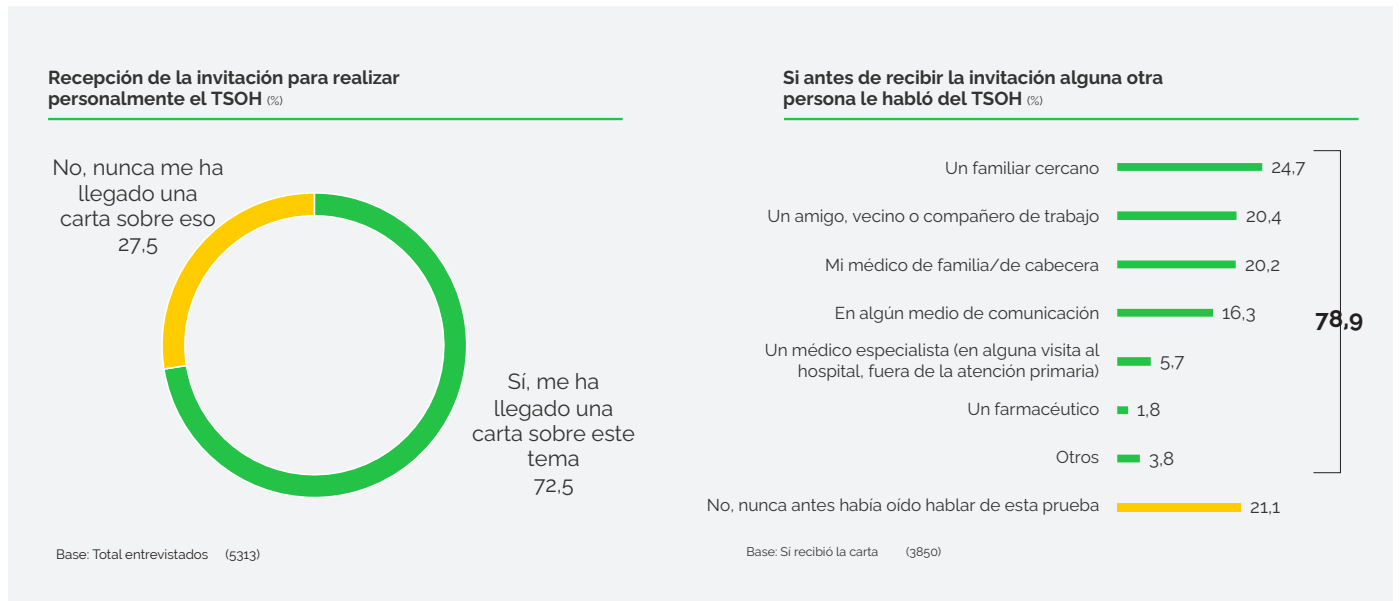 Recepción de la invitación para realizar
personalmente el TSOH (%)
No, nunca me ha
llegado una
carta sobre eso
27,5
Sí, me ha
llegado una
carta sobre este
tema
72,5
Base: Total entrevistados (5313)
Si antes de recibir la invitación alguna otra
persona le habló del TSOH (%)
Un familiar cercano 24,7
Un amigo, vecino o compañero de trabajo 20,4
Mi médico de familia/de cabecera 20,2
En algún medio de comunicación 16,3
Un médico especialista (en alguna visita al
hospital, fuera de la atención primaria) 5,7
Un farmacéutico 1,8
Otros 3,8
78,9
No, nunca antes había oído hablar de esta prueba 21,1
Base: Sí recibió la carta (3850)